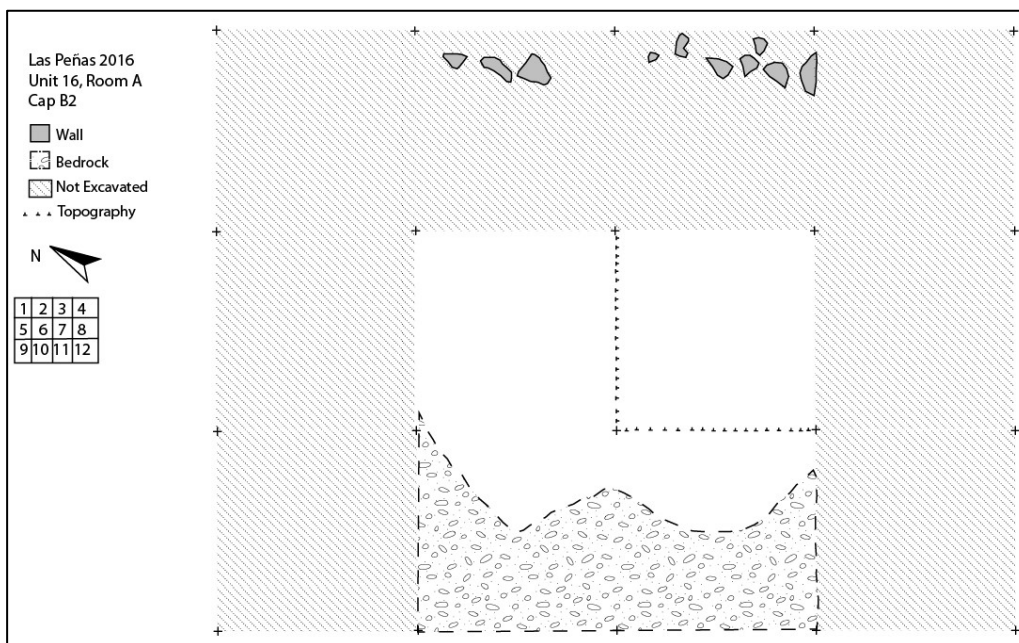 Las Peñas 2016
Unit 16, Room A
Cap B2
Wall
Bedrock
Not Excavated
Topography
N
1 2 3 4
5 6 7 8
9 10 11 12